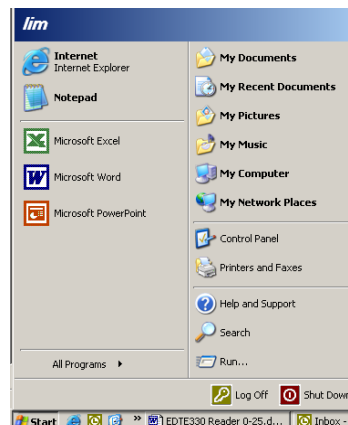 lim
Internet
Internet Explorer
Notepad
Microsoft Excel
Microsoft Word
Microsoft PowerPoint
All Programs
My Documents
My Recent Documents
My Pictures
My Music
My Computer
My Network Places
Control Panel
Printers and Faxes
Help and Support
Search
Run...
Log Off Shut Down
Start » EDTE330 Reader 0-25.d... Inbox -